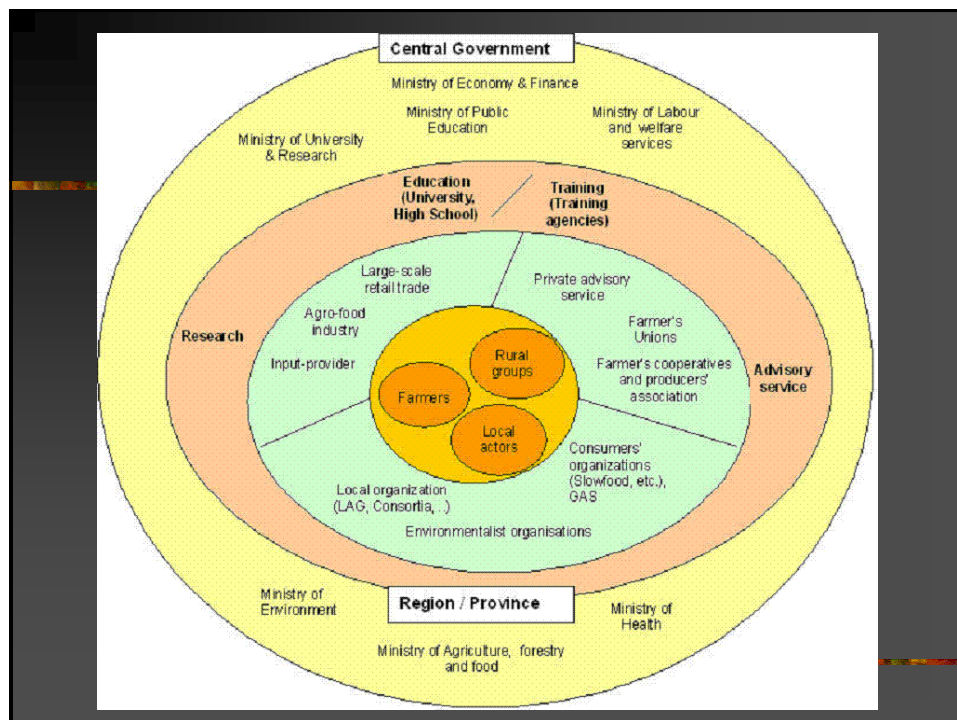 Central Government
Ministry of Economy & Finance
Ministry of Public
Education
Ministry of Labour
and welfare
services
Ministry of University
& Research
Education
(University,
High School)
Training
(Training
agencies)
Large-scale
retail trade
Private advisory
service
Agro-food
industry
Farmer's
Unions
Research
Input-provider
Rural
groups
Farmer's cooperatives
and producers'
association
Advisory
service
Farmers
Local
actors
Consumers'
organizations
(Slowfood, etc.),
GAS
Local organization
(LAG, Consortia, ..)
Environmentalist organisations
Ministry of
Environment
Region / Province
Ministry of
Health
Ministry of Agriculture, forestry
and food